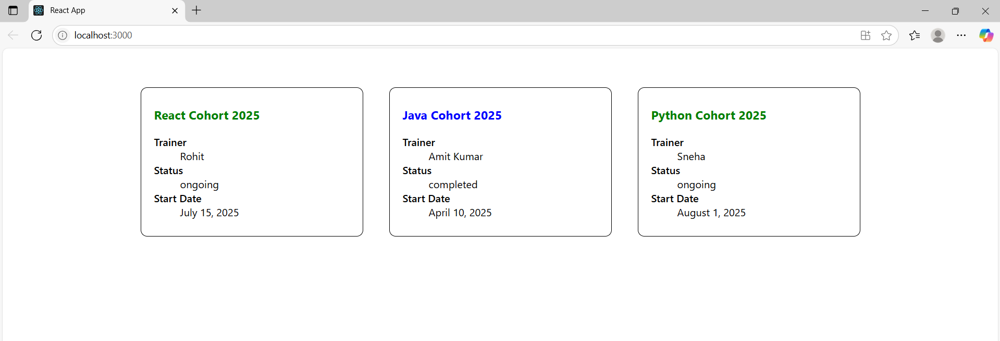 React App
localhost:3000
React Cohort 2025
Trainer
Rohit
Status
ongoing
Start Date
July 15, 2025
Java Cohort 2025
Trainer
Amit Kumar
Status
completed
Start Date
April 10, 2025
Python Cohort 2025
Trainer
Sneha
Status
ongoing
Start Date
August 1, 2025